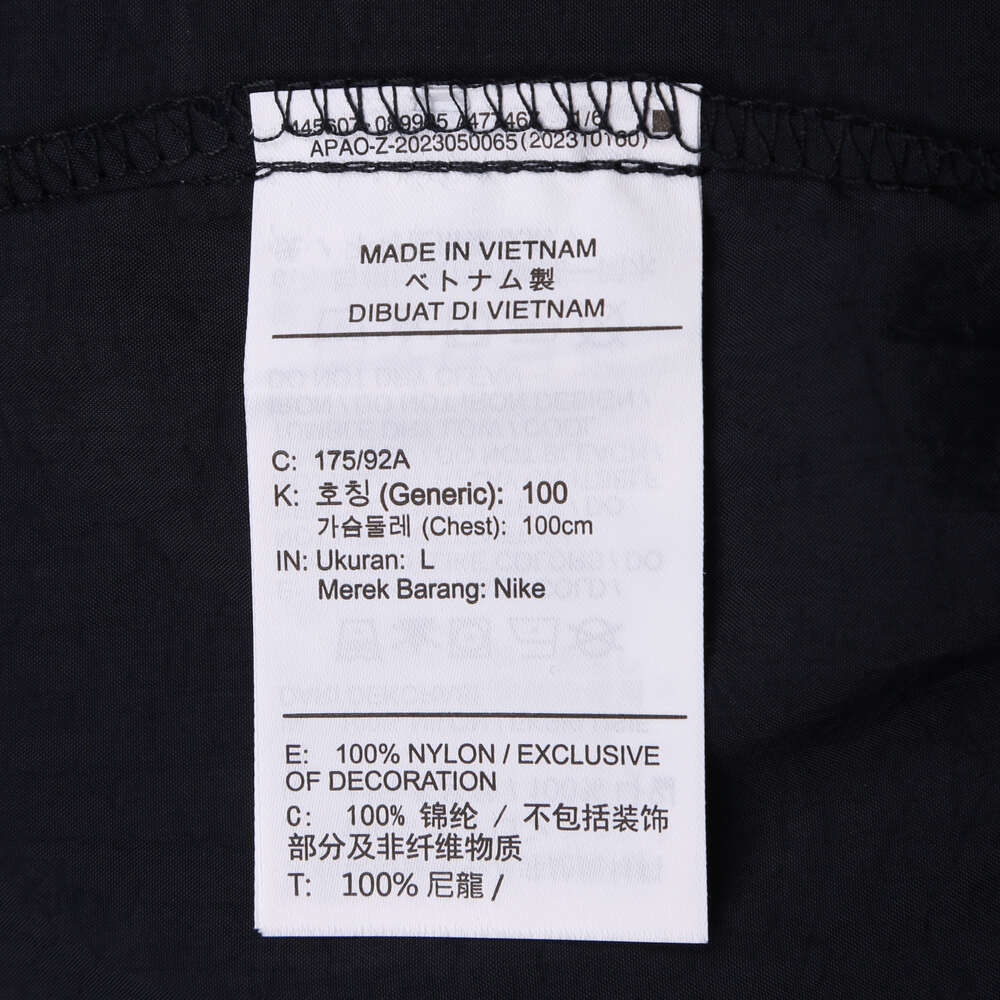 APAO-Z-2023050065(202310160)
MADE IN VIETNAM
ベトナム製
DIBUAT DI VIETNAM
C: 175/92A
K: 호칭 (Generic): 100
가슴둘레 (Chest): 100cm
IN: Ukuran: L
Merek Barang: Nike
E: 100% NYLON / EXCLUSIVE
OF DECORATION
C: 100% 锦纶 / 不包括装饰
部分及非纤维物质
T: 100% 尼龍 /